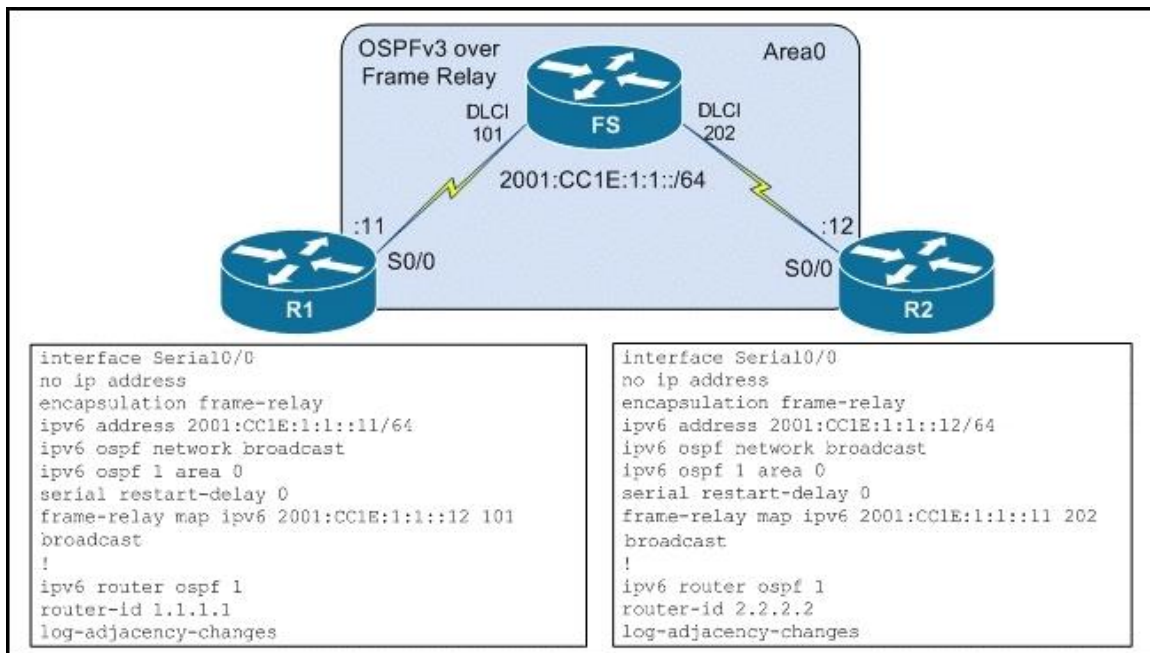 OSPFv3 over
Frame Relay
Area0
DLCI
101
FS
DLCI
202
2001:CC1E:1:1::/64
:11
:12
S0/0
S0/0
R1
R2
interface Serial0/0
no ip address
encapsulation frame-relay
ipv6 address 2001:CC1E:1:1::11/64
ipv6 ospf network broadcast
ipv6 ospf 1 area 0
serial restart-delay 0
frame-relay map ipv6 2001:CC1E:1:1::12 101
broadcast
!
ipv6 router ospf 1
router-id 1.1.1.1
log-adjacency-changes
interface Serial0/0
no ip address
encapsulation frame-relay
ipv6 address 2001:CC1E:1:1::12/64
ipv6 ospf network broadcast
ipv6 ospf 1 area 0
serial restart-delay 0
frame-relay map ipv6 2001:CC1E:1:1::11 202
broadcast
!
ipv6 router ospf 1
router-id 2.2.2.2
log-adjacency-changes